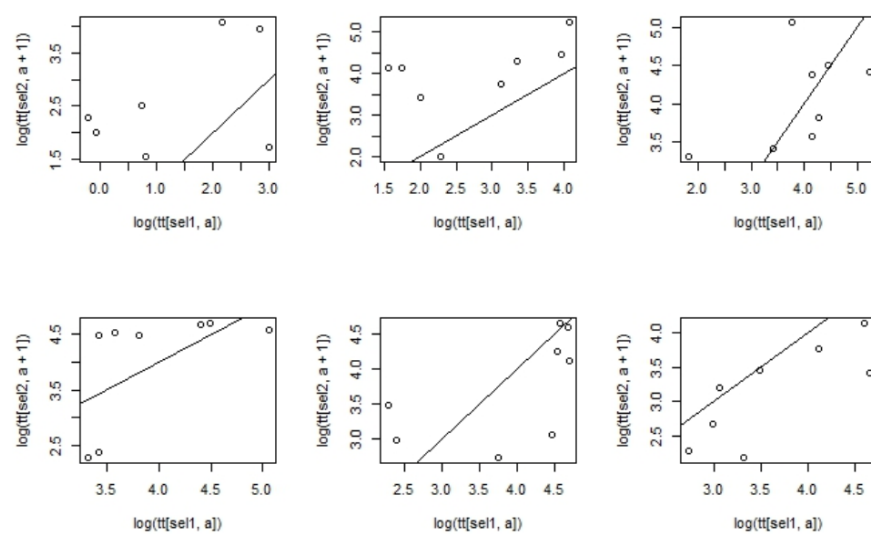 log(tt[sel2, a + 1])
1.5 2.5 3.5
0.0 1.0 2.0 3.0
log(tt[sel1, a])
log(tt[sel2, a + 1])
2.0 3.0 4.0 5.0
1.5 2.0 2.5 3.0 3.5 4.0
log(tt[sel1, a])
log(tt[sel2, a + 1])
3.5 4.0 4.5 5.0
2.0 3.0 4.0 5.0
log(tt[sel1, a])
log(tt[sel2, a + 1])
2.5 3.5 4.5
3.5 4.0 4.5 5.0
log(tt[sel1, a])
log(tt[sel2, a + 1])
3.0 3.5 4.0 4.5
2.5 3.0 3.5 4.0 4.5
log(tt[sel1, a])
log(tt[sel2, a + 1])
2.5 3.0 3.5 4.0
3.0 3.5 4.0 4.5
log(tt[sel1, a])